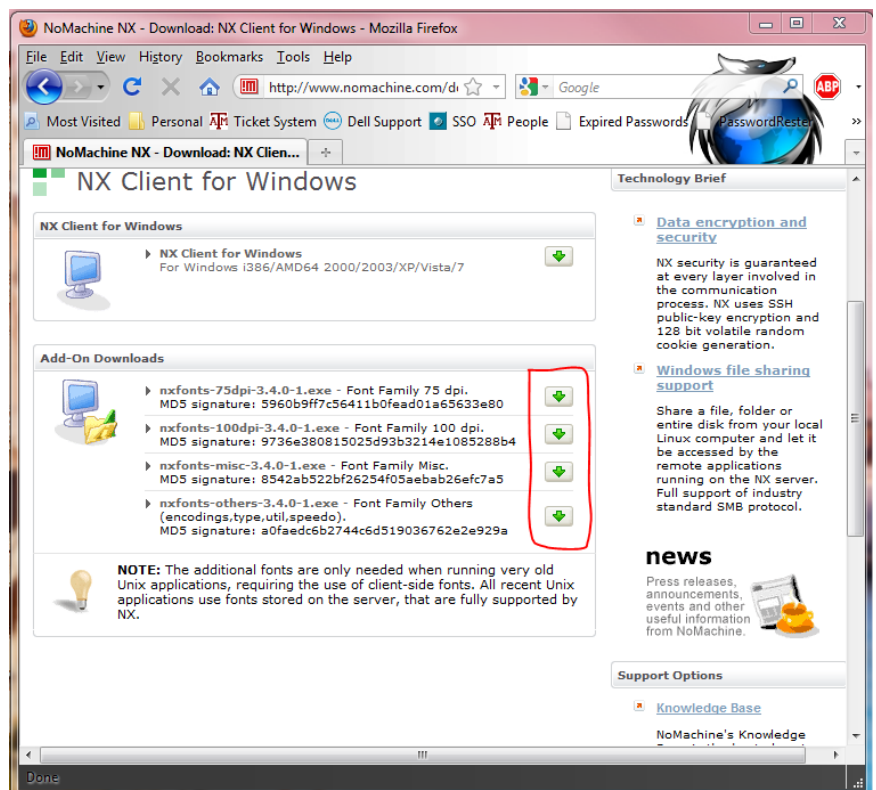 NoMachine NX - Download: NX Client for Windows - Mozilla Firefox
File Edit View History Bookmarks Tools Help
http://www.nomachine.com/d
Google
ABP
Most Visited Personal Ticket System Dell Support SSO People Expired Passwords PasswordRester
NoMachine NX - Download: NX Clien...
NX Client for Windows
NX Client for Windows
NX Client for Windows
For Windows i386/AMD64 2000/2003/XP/Vista/7
Add-On Downloads
nxfonts-75dpi-3.4.0-1.exe - Font Family 75 dpi.
MD5 signature: 5960b9ff7c56411b0fead01a65633e80
nxfonts-100dpi-3.4.0-1.exe - Font Family 100 dpi.
MD5 signature: 9736e380815025d93b3214e1085288b4
nxfonts-misc-3.4.0-1.exe - Font Family Misc.
MD5 signature: 8542ab522bf26254f05aebab26efc7a5
nxfonts-others-3.4.0-1.exe - Font Family Others
(encodings,type,util,speedo).
MD5 signature: a0faedc6b2744c6d519036762e2e929a
NOTE: The additional fonts are only needed when running very old
Unix applications, requiring the use of client-side fonts. All recent Unix
applications use fonts stored on the server, that are fully supported by
NX.
Technology Brief
Data encryption and
security
NX security is guaranteed
at every layer involved in
the communication
process. NX uses SSH
public-key encryption and
128 bit volatile random
cookie generation.
Windows file sharing
support
Share a file, folder or
entire disk from your local
Linux computer and let it
be accessed by the
remote applications
running on the NX server.
Full support of industry
standard SMB protocol.
news
Press releases,
announcements,
events and other
useful information
from NoMachine.
Support Options
Knowledge Base
NoMachine's Knowledge
Done